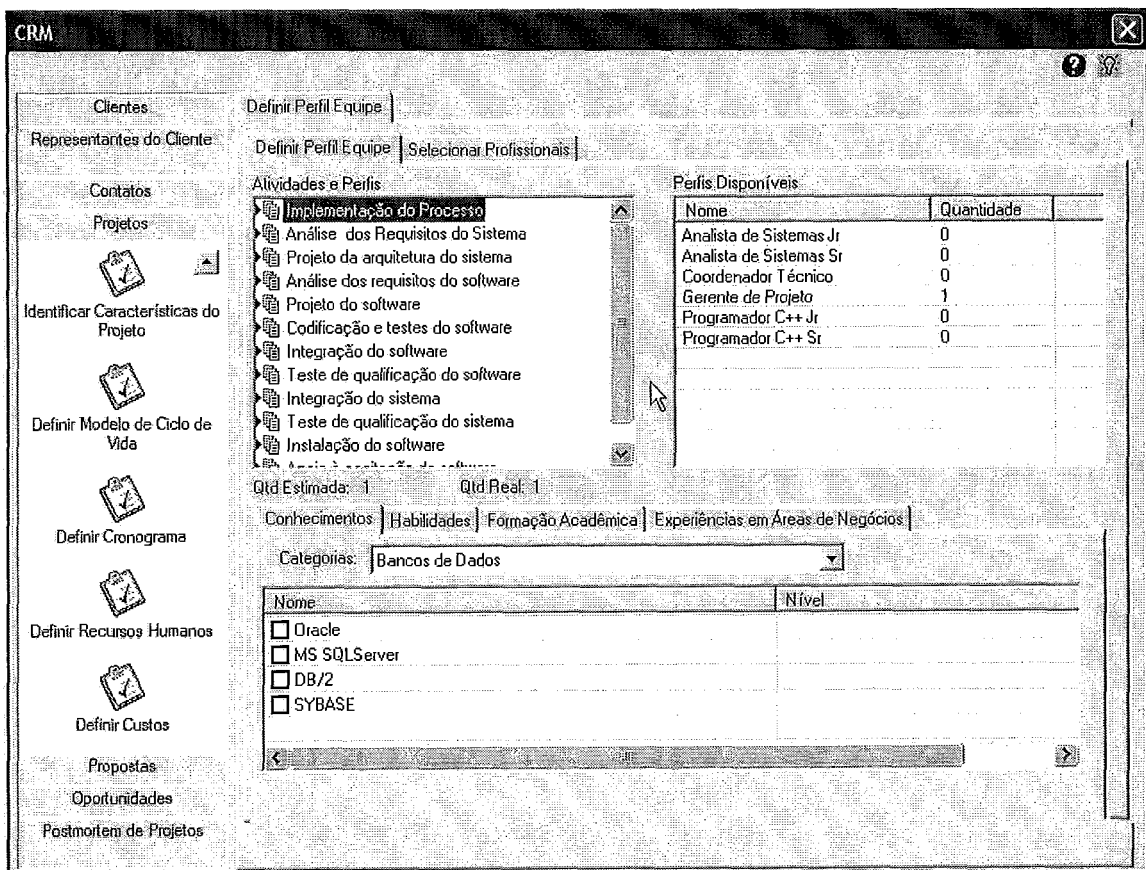 CRM
Clientes
Representantes do Cliente
Contatos
Projetos
Identificar Características do
Projeto
Definir Modelo de Ciclo de
Vida
Definir Cronograma
Definir Recursos Humanos
Definir Custos
Propostas
Oportunidades
Postmortem de Projetos
Definir Perfil Equipe
Definir Perfil Equipe Selecionar Profissionais
Atividades e Perfis
Implementação do Processo
Análise dos Requisitos do Sistema
Projeto da arquitetura do sistema
Análise dos requisitos do software
Projeto do software
Codificação e testes do software
Integração do software
Teste de qualificação do software
Integração do sistema
Teste de qualificação do sistema
Instalação do software
Perfis Disponíveis
Nome Quantidade
Analista de Sistemas Jr 0
Analista de Sistemas Sr 0
Coordenador Técnico 0
Gerente de Projeto 1
Programador C++ Jr 0
Programador C++ Sr 0
Qtd Estimada: 1 Qtd Real: 1
Conhecimentos Habilidades Formação Acadêmica Experiências em Áreas de Negócios
Categorias: Bancos de Dados
Nome Nível
Oracle
MS SQLServer
DB/2
SYBASE